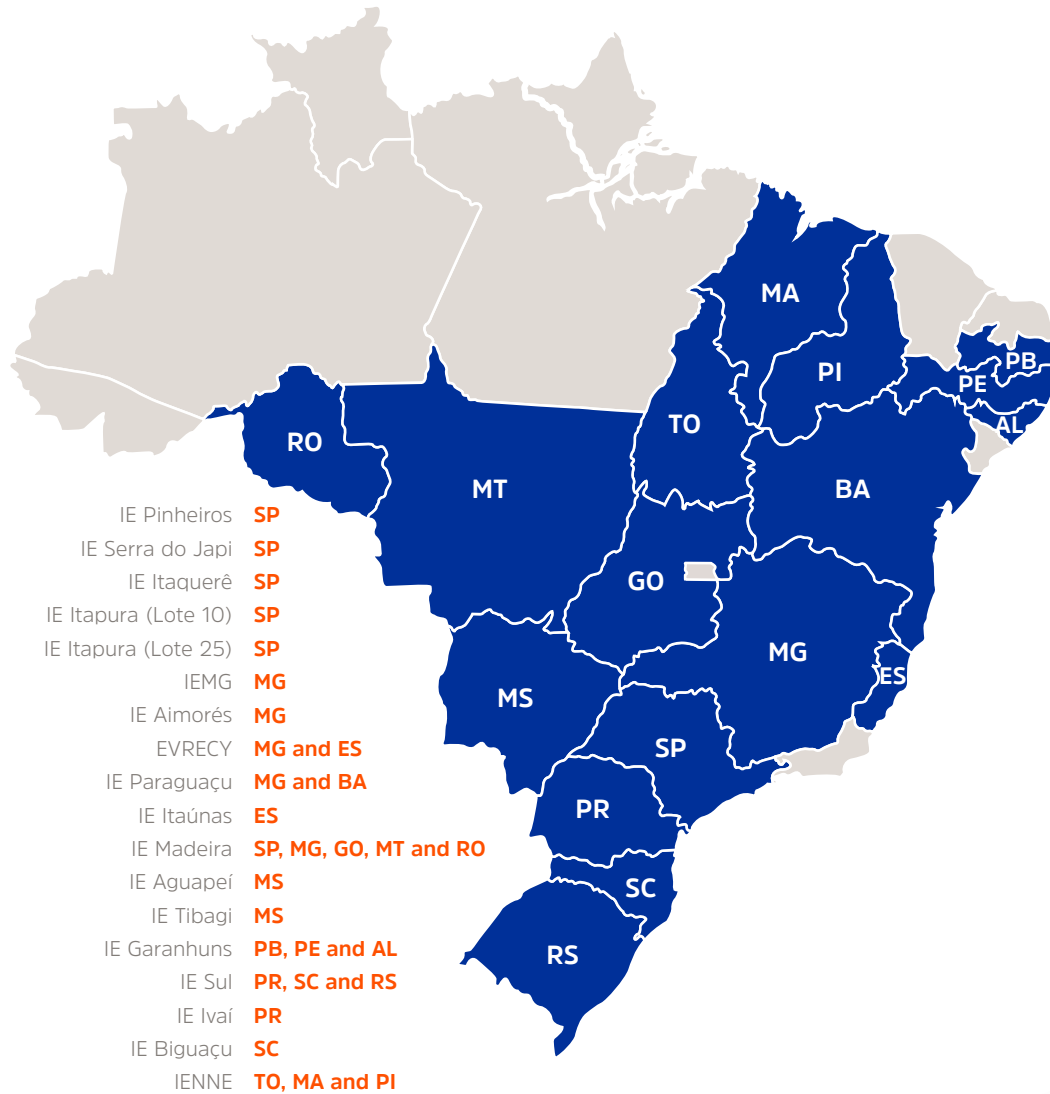 MA
PI
PB
PE
AL
TO
RO
MT
BA
GO
MG
ES
MS
SP
PR
SC
RS
IE Pinheiros SP
IE Serra do Japi SP
IE Itaquerê SP
IE Itapura (Lote 10) SP
IE Itapura (Lote 25) SP
IEMG MG
IE Aimorés MG
EVRECY MG and ES
IE Paraguaçu MG and BA
IE Itaúnas ES
IE Madeira SP, MG, GO, MT and RO
IE Aguapeí MS
IE Tibagi MS
IE Garanhuns PB, PE and AL
IE Sul PR, SC and RS
IE Ivaí PR
IE Biguaçu SC
IENNE TO, MA and PI